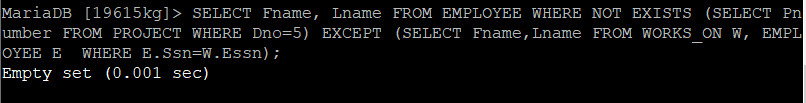 MariaDB [19615kg]> SELECT Fname, Lname FROM EMPLOYEE WHERE NOT EXISTS (SELECT Pn
umber FROM PROJECT WHERE Dno=5) EXCEPT (SELECT Fname,Lname FROM WORKS_ON W, EMPL
OYEE E  WHERE E.Ssn=W.Essn);
Empty set (0.001 sec)